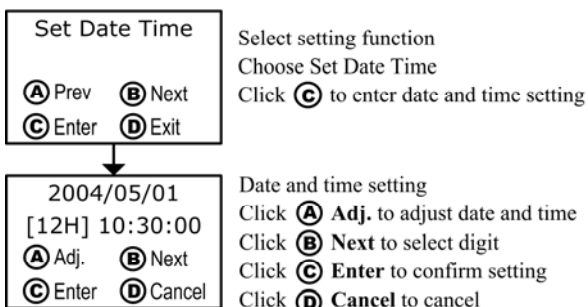 Set Date Time
Ⓐ Prev Ⓑ Next
Ⓒ Enter Ⓓ Exit
Select setting function
Choose Set Date Time
Click Ⓒ to enter date and time setting
2004/05/01
[12H] 10:30:00
Ⓐ Adj. Ⓑ Next
Ⓒ Enter Ⓓ Cancel
Date and time setting
Click Ⓐ Adj. to adjust date and time
Click Ⓑ Next to select digit
Click Ⓒ Enter to confirm setting
Click Ⓓ Cancel to cancel